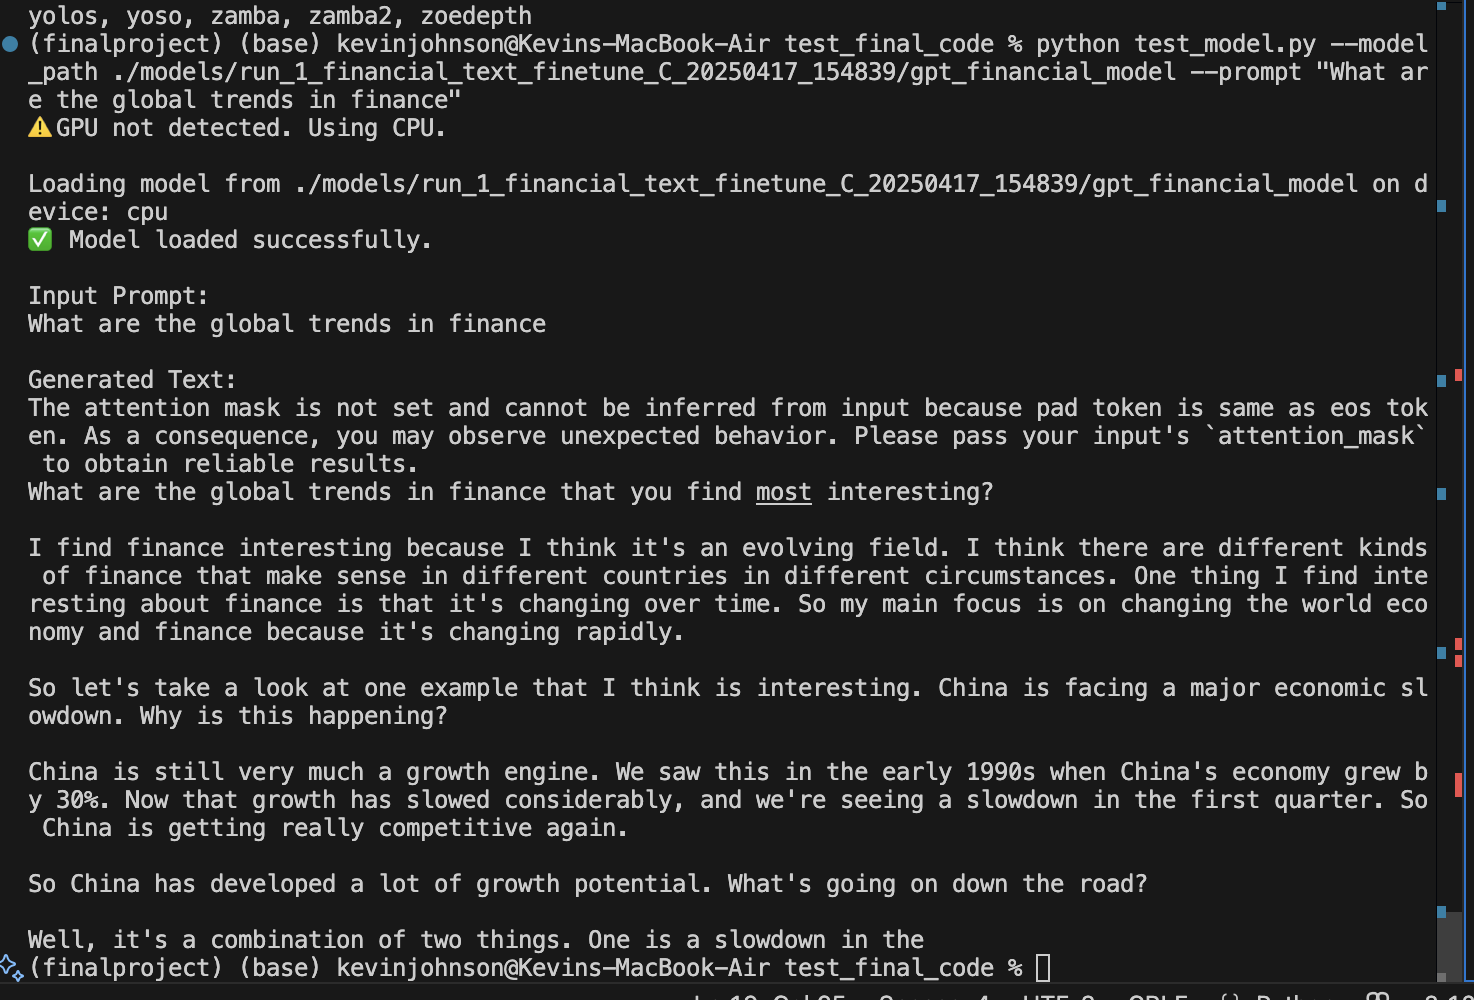 yolos, yoso, zamba, zamba2, zoedepth
(finalproject) (base) kevinjohnson@Kevins-MacBook-Air test_final_code % python test_model.py --model
_path ./models/run_1_financial_text_finetune_C_20250417_154839/gpt_financial_model --prompt "What ar
e the global trends in finance"
⚠️GPU not detected. Using CPU.
Loading model from ./models/run_1_financial_text_finetune_C_20250417_154839/gpt_financial_model on d
evice: cpu
✅ Model loaded successfully.
Input Prompt:
What are the global trends in finance
Generated Text:
The attention mask is not set and cannot be inferred from input because pad token is same as eos tok
en. As a consequence, you may observe unexpected behavior. Please pass your input's `attention_mask`
 to obtain reliable results.
What are the global trends in finance that you find most interesting?
I find finance interesting because I think it's an evolving field. I think there are different kinds
 of finance that make sense in different countries in different circumstances. One thing I find inte
resting about finance is that it's changing over time. So my main focus is on changing the world eco
nomy and finance because it's changing rapidly.
So let's take a look at one example that I think is interesting. China is facing a major economic sl
owdown. Why is this happening?
China is still very much a growth engine. We saw this in the early 1990s when China's economy grew b
y 30%. Now that growth has slowed considerably, and we're seeing a slowdown in the first quarter. So
 China is getting really competitive again.
So China has developed a lot of growth potential. What's going on down the road?
Well, it's a combination of two things. One is a slowdown in the
(finalproject) (base) kevinjohnson@Kevins-MacBook-Air test_final_code %